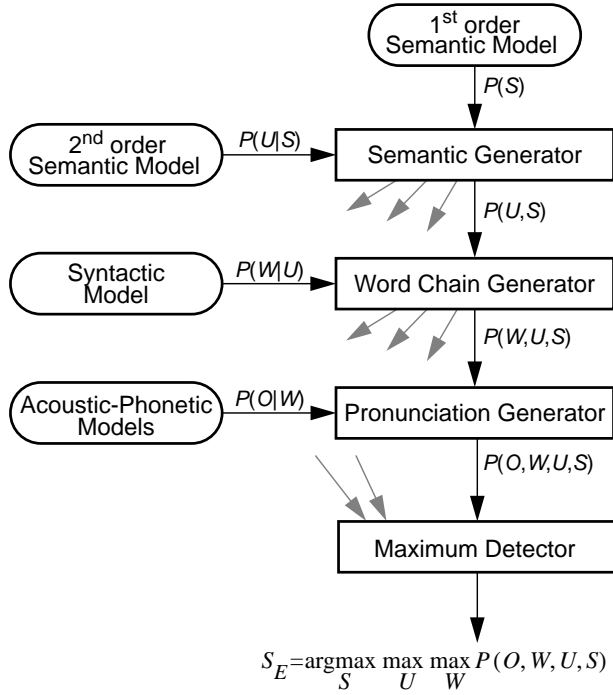 1st order
Semantic Model
P(S)
2nd order
Semantic Model
P(U|S)
Semantic Generator
P(U,S)
Syntactic
Model
P(W|U)
Word Chain Generator
P(W,U,S)
Acoustic-Phonetic
Models
P(O|W)
Pronunciation Generator
P(O,W,U,S)
Maximum Detector
S_E=argmax max max P(O,W,U,S)
S U W